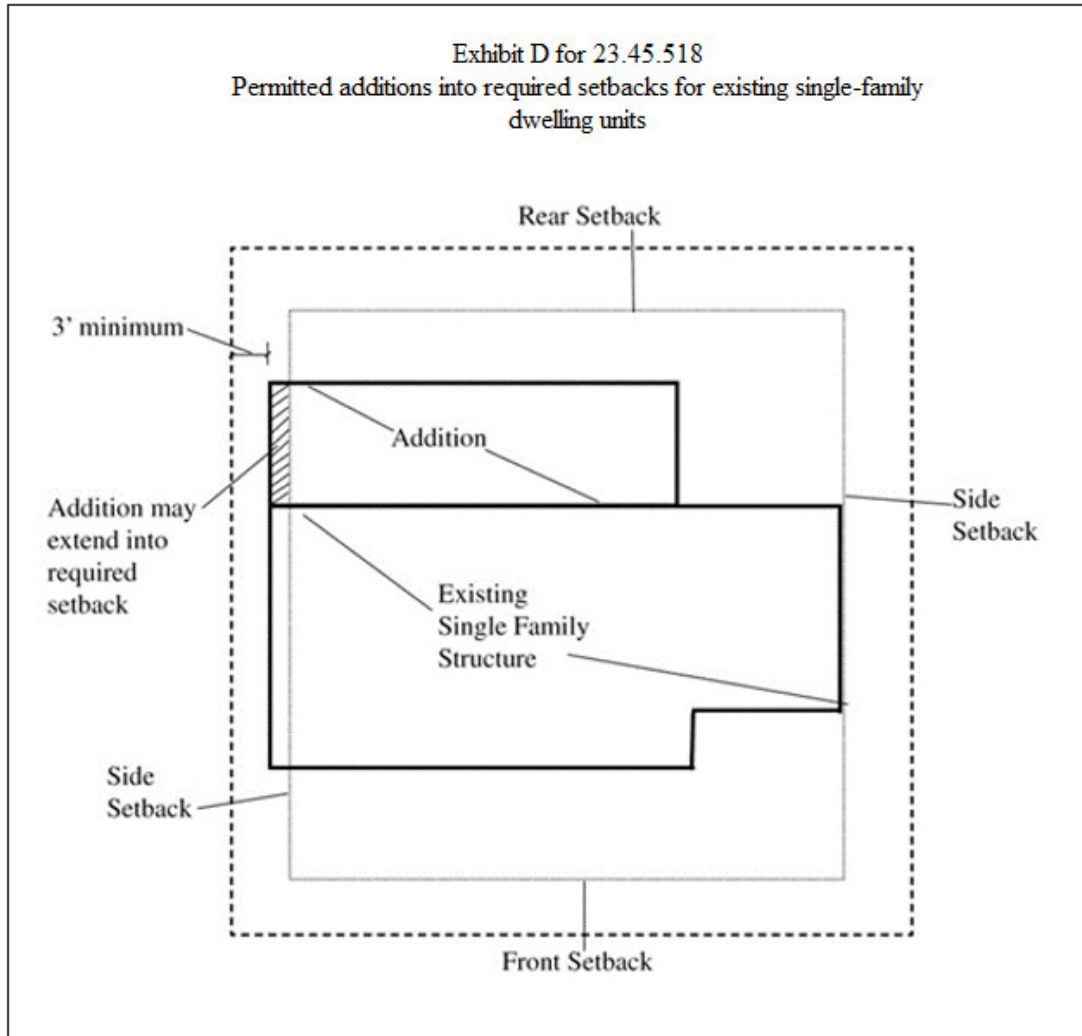 Exhibit D for 23.45.518
Permitted additions into required setbacks for existing single-family
dwelling units
Rear Setback
3’ minimum
Addition
Addition may
extend into
required
setback
Side
Setback
Existing
Single Family
Structure
Side
Setback
Front Setback